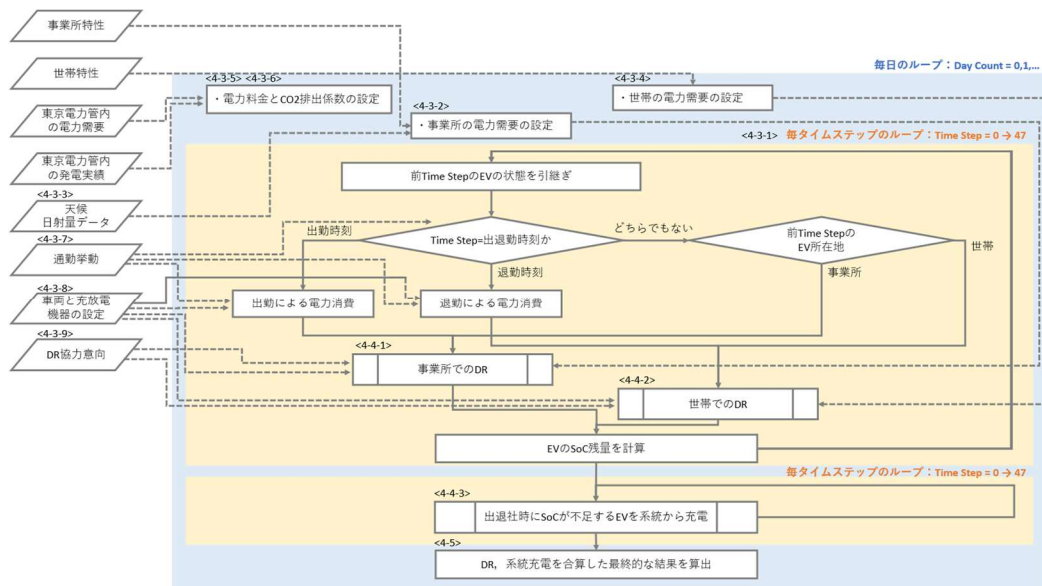 事業所特性
世帯特性
毎日のループ：Day Count = 0,1,...
<4-3-5> <4-3-6>
・電力料金とCO2排出係数の設定
<4-3-4>
・世帯の電力需要の設定
東京電力管内
の電力需要
<4-3-2>
・事業所の電力需要の設定
<4-3-1> 毎タイムステップのループ：Time Step = 0 → 47
東京電力管内
の発電実績
前Time StepのEVの状態を引継ぎ
<4-3-3>
天候
日射量データ
出勤時刻
Time Step=出退勤時刻か
どちらでもない
前Time Stepの
EV所在地
世帯
<4-3-7>
通勤挙動
退勤時刻
事業所
<4-3-8>
車両と充放電
機器の設定
出勤による電力消費
退勤による電力消費
<4-3-9>
DR協力意向
<4-4-1>
事業所でのDR
<4-4-2>
世帯でのDR
EVのSoC残量を計算
毎タイムステップのループ：Time Step = 0 → 47
<4-4-3>
出退社時にSoCが不足するEVを系統から充電
<4-5>
DR，系統充電を合算した最終的な結果を算出